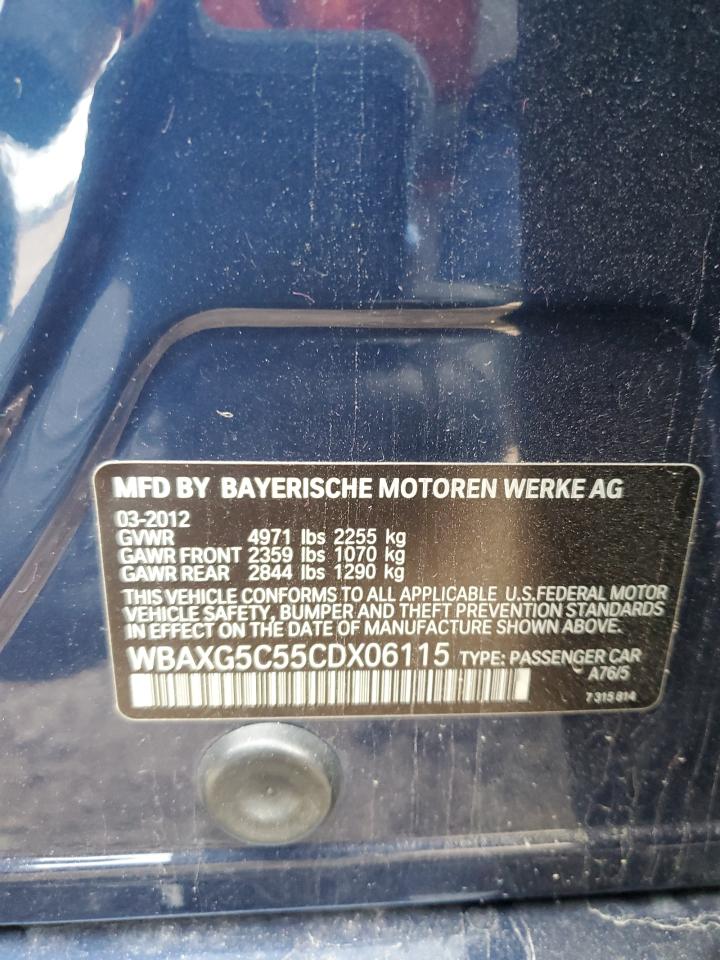 MFD BY BAYERISCHE MOTOREN WERKE AG
03-2012
GVWR 4971 lbs 2255 kg
GAWR FRONT 2359 lbs 1070 kg
GAWR REAR 2844 lbs 1290 kg
THIS VEHICLE CONFORMS TO ALL APPLICABLE U.S.FEDERAL MOTOR
VEHICLE SAFETY, BUMPER AND THEFT PREVENTION STANDARDS
IN EFFECT ON THE DATE OF MANUFACTURE SHOWN ABOVE.
WBAXG5C55CDX06115 TYPE: PASSENGER CAR
A76/5
7 315 814